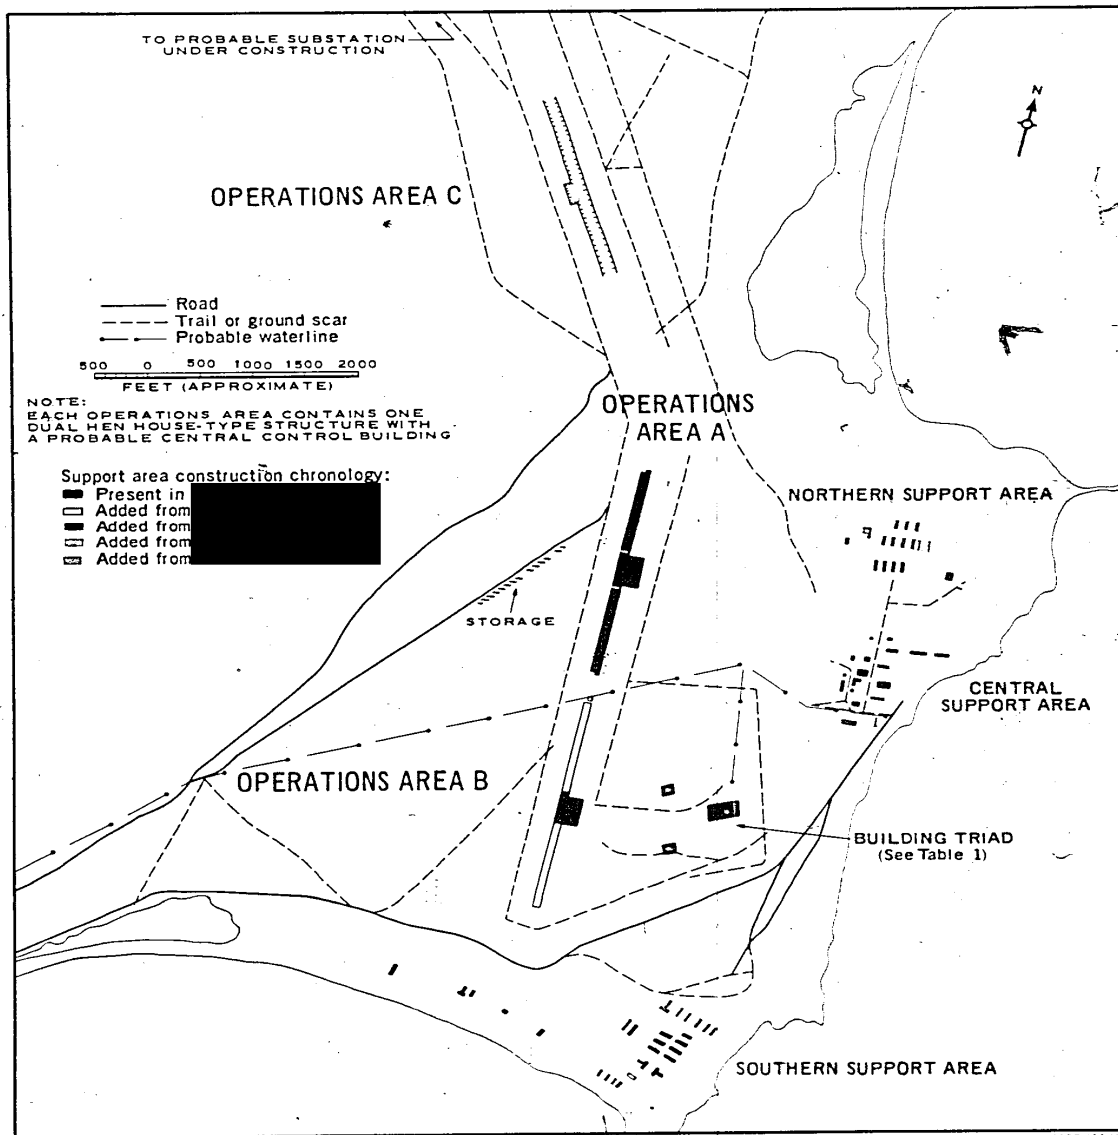 TO PROBABLE SUBSTATION
UNDER CONSTRUCTION
N
OPERATIONS AREA C
Road
Trail or ground scar
Probable waterline
500 0 500 1000 1500 2000
FEET (APPROXIMATE)
NOTE:
EACH OPERATIONS AREA CONTAINS ONE
DUAL HEN HOUSE-TYPE STRUCTURE WITH
A PROBABLE CENTRAL CONTROL BUILDING
OPERATIONS
AREA A
Support area construction chronology:
Present in
Added from
Added from
Added from
Added from
NORTHERN SUPPORT AREA
STORAGE
CENTRAL
SUPPORT AREA
OPERATIONS AREA B
BUILDING TRIAD
(See Table 1)
SOUTHERN SUPPORT AREA